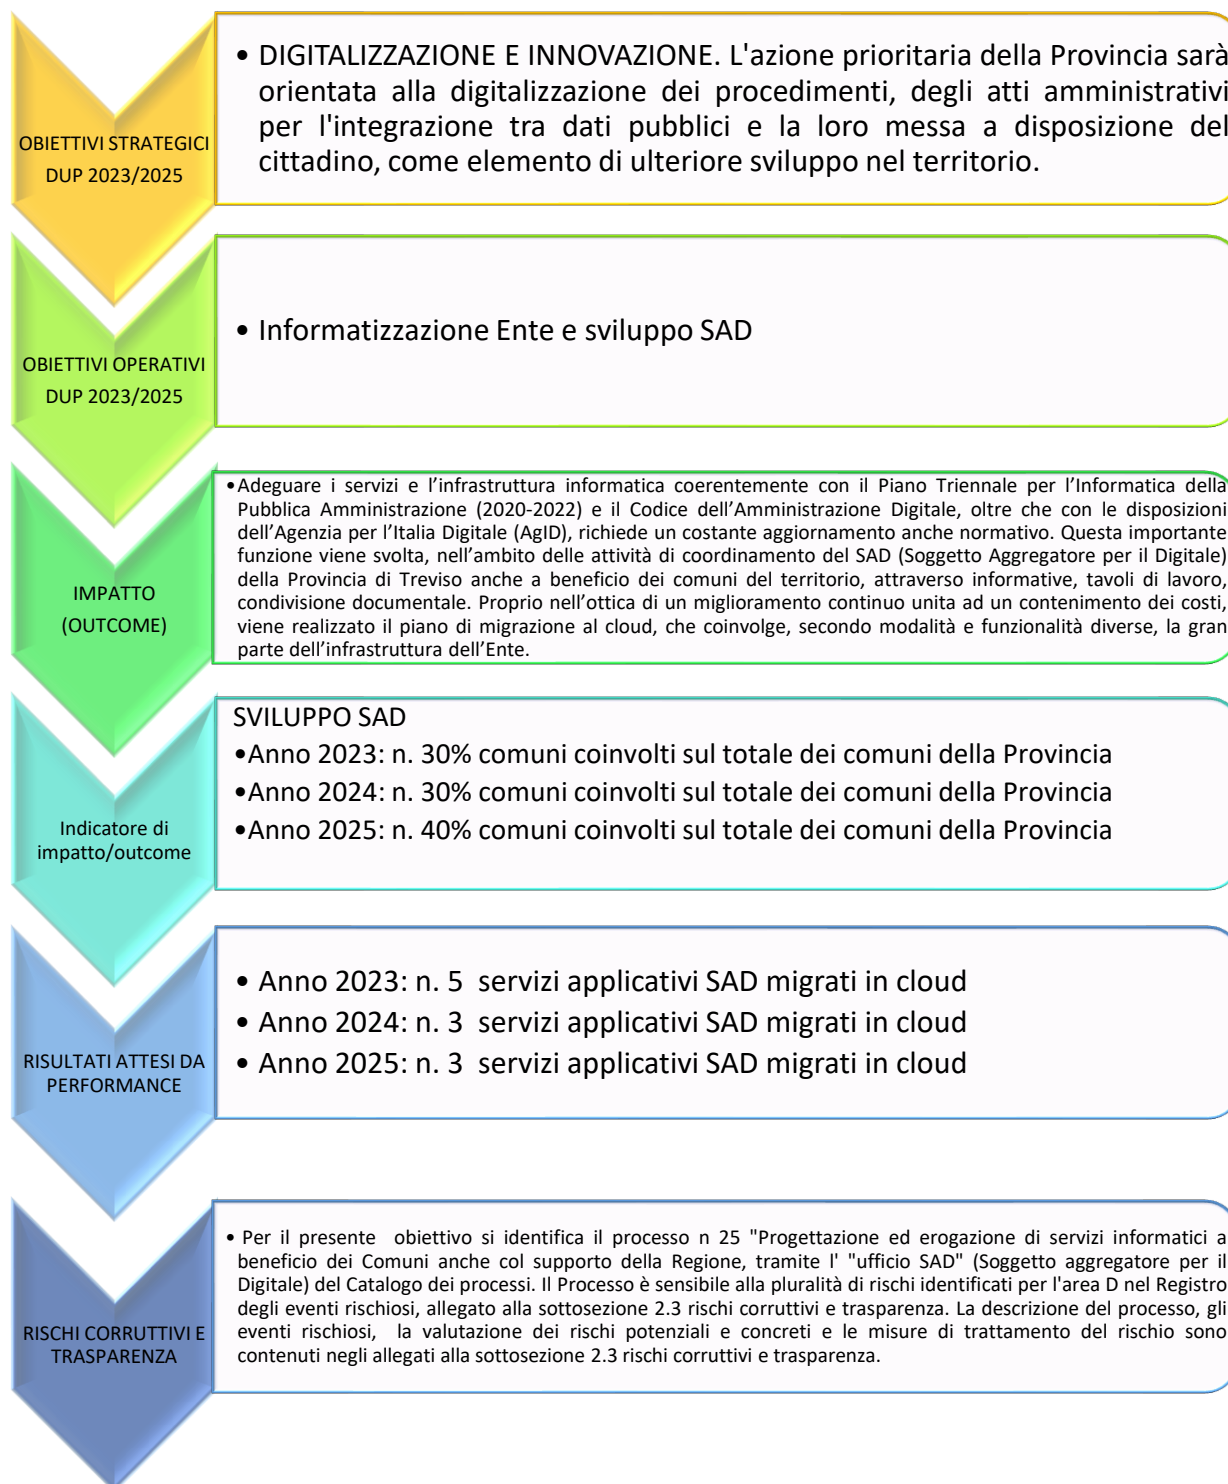 OBIETTIVI STRATEGICI
DUP 2023/2025
• DIGITALIZZAZIONE E INNOVAZIONE. L'azione prioritaria della Provincia sarà
orientata alla digitalizzazione dei procedimenti, degli atti amministrativi
per l'integrazione tra dati pubblici e la loro messa a disposizione del
cittadino, come elemento di ulteriore sviluppo nel territorio.
OBIETTIVI OPERATIVI
DUP 2023/2025
• Informatizzazione Ente e sviluppo SAD
IMPATTO
(OUTCOME)
•Adeguare i servizi e l’infrastruttura informatica coerentemente con il Piano Triennale per l’Informatica della
Pubblica Amministrazione (2020-2022) e il Codice dell’Amministrazione Digitale, oltre che con le disposizioni
dell’Agenzia per l’Italia Digitale (AgID), richiede un costante aggiornamento anche normativo. Questa importante
funzione viene svolta, nell’ambito delle attività di coordinamento del SAD (Soggetto Aggregatore per il Digitale)
della Provincia di Treviso anche a beneficio dei comuni del territorio, attraverso informative, tavoli di lavoro,
condivisione documentale. Proprio nell’ottica di un miglioramento continuo unita ad un contenimento dei costi,
viene realizzato il piano di migrazione al cloud, che coinvolge, secondo modalità e funzionalità diverse, la gran
parte dell’infrastruttura dell’Ente.
Indicatore di
impatto/outcome
SVILUPPO SAD
•Anno 2023: n. 30% comuni coinvolti sul totale dei comuni della Provincia
•Anno 2024: n. 30% comuni coinvolti sul totale dei comuni della Provincia
•Anno 2025: n. 40% comuni coinvolti sul totale dei comuni della Provincia
RISULTATI ATTESI DA
PERFORMANCE
• Anno 2023: n. 5 servizi applicativi SAD migrati in cloud
• Anno 2024: n. 3 servizi applicativi SAD migrati in cloud
• Anno 2025: n. 3 servizi applicativi SAD migrati in cloud
RISCHI CORRUTTIVI E
TRASPARENZA
• Per il presente obiettivo si identifica il processo n 25 "Progettazione ed erogazione di servizi informatici a
beneficio dei Comuni anche col supporto della Regione, tramite l' "ufficio SAD" (Soggetto aggregatore per il
Digitale) del Catalogo dei processi. Il Processo è sensibile alla pluralità di rischi identificati per l'area D nel Registro
degli eventi rischiosi, allegato alla sottosezione 2.3 rischi corruttivi e trasparenza. La descrizione del processo, gli
eventi rischiosi, la valutazione dei rischi potenziali e concreti e le misure di trattamento del rischio sono
contenuti negli allegati alla sottosezione 2.3 rischi corruttivi e trasparenza.